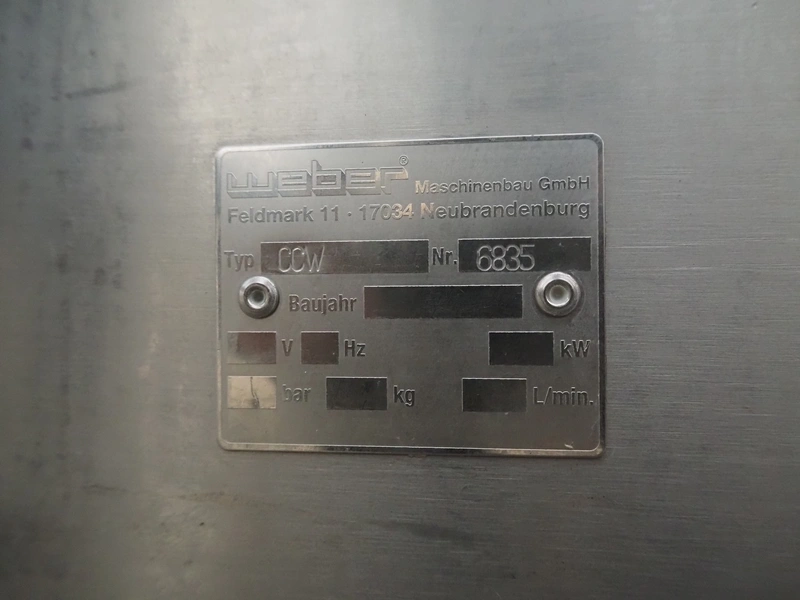 weber® Maschinenbau GmbH
Feldmark 11 · 17034 Neubrandenburg
Typ CCW Nr. 6835
Baujahr
V Hz kW
bar kg L/min.